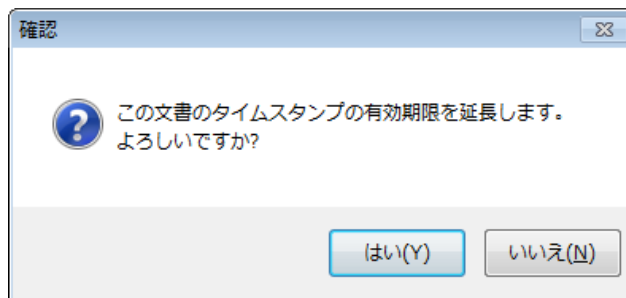 確認
この文書のタイムスタンプの有効期限を延長します。
よろしいですか?
はい(Y)
いいえ(N)